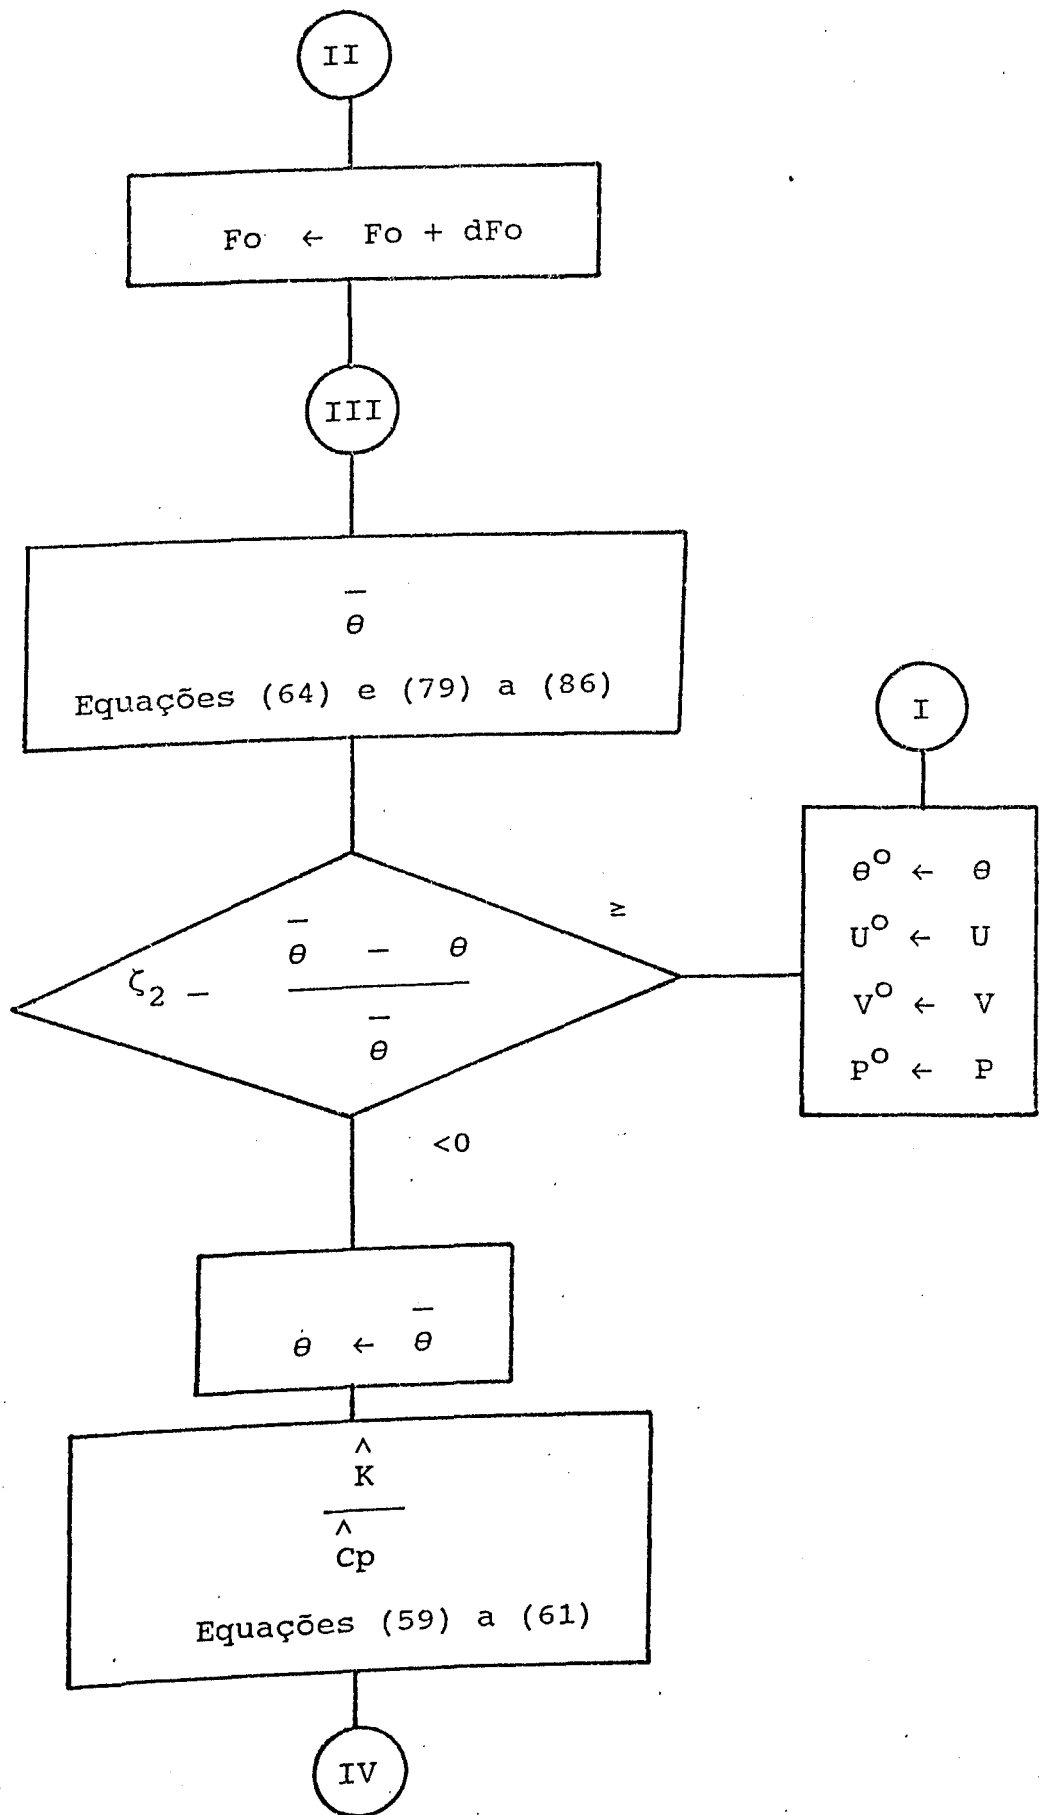 II
Fo ← Fo + dFo
III
θ̅
Equações (64) e (79) a (86)
I
θ° ← θ
U° ← U
V° ← V
P° ← P
≥
ζ₂ − (θ̅ − θ) / θ̅
<0
θ ← θ̅
K̂
Ĉp
Equações (59) a (61)
IV